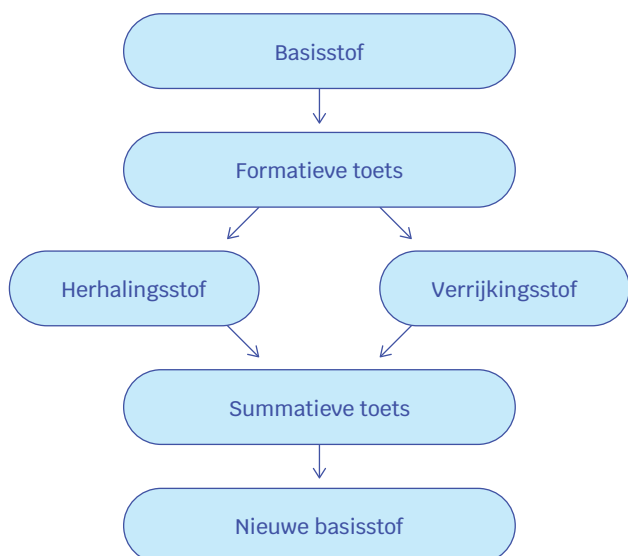 Basisstof
Formatieve toets
Herhalingsstof
Verrijkingsstof
Summatieve toets
Nieuwe basisstof